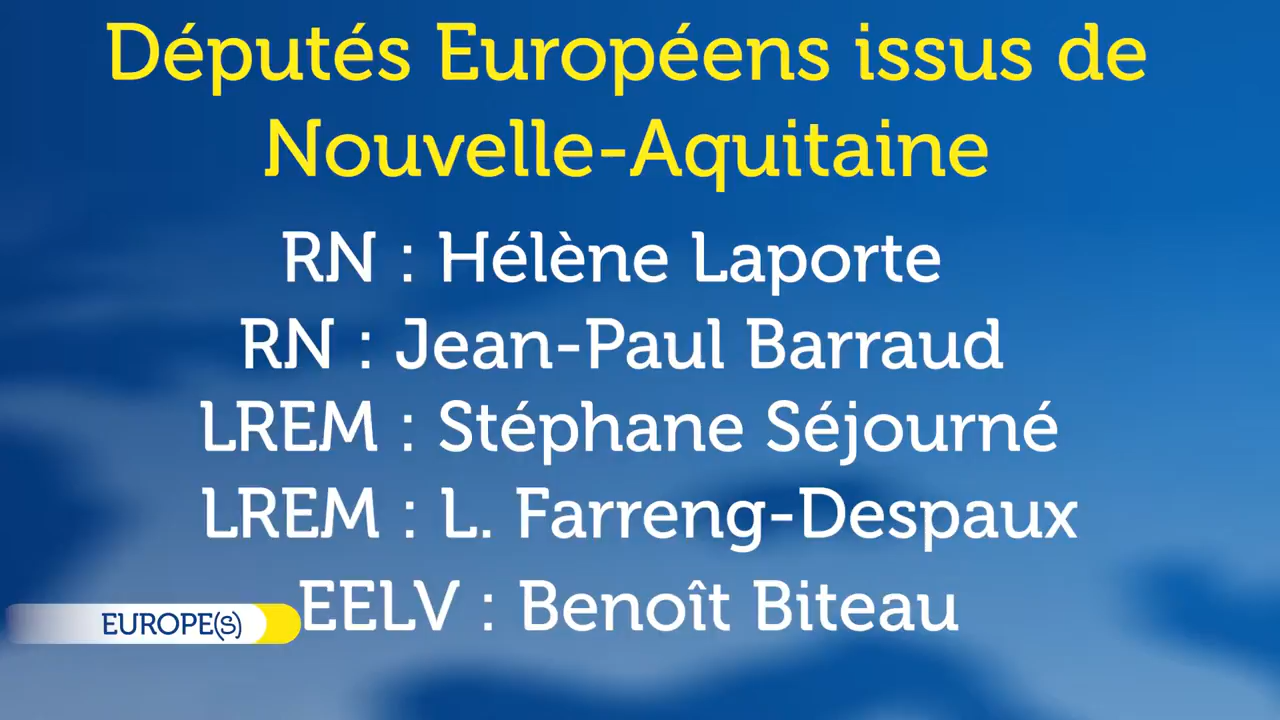 Députés Européens issus de
Nouvelle-Aquitaine
RN : Hélène Laporte
RN : Jean-Paul Barraud
LREM : Stéphane Séjourné
LREM : L. Farreng-Despaux
EELV : Benoît Biteau
EUROPE(S)